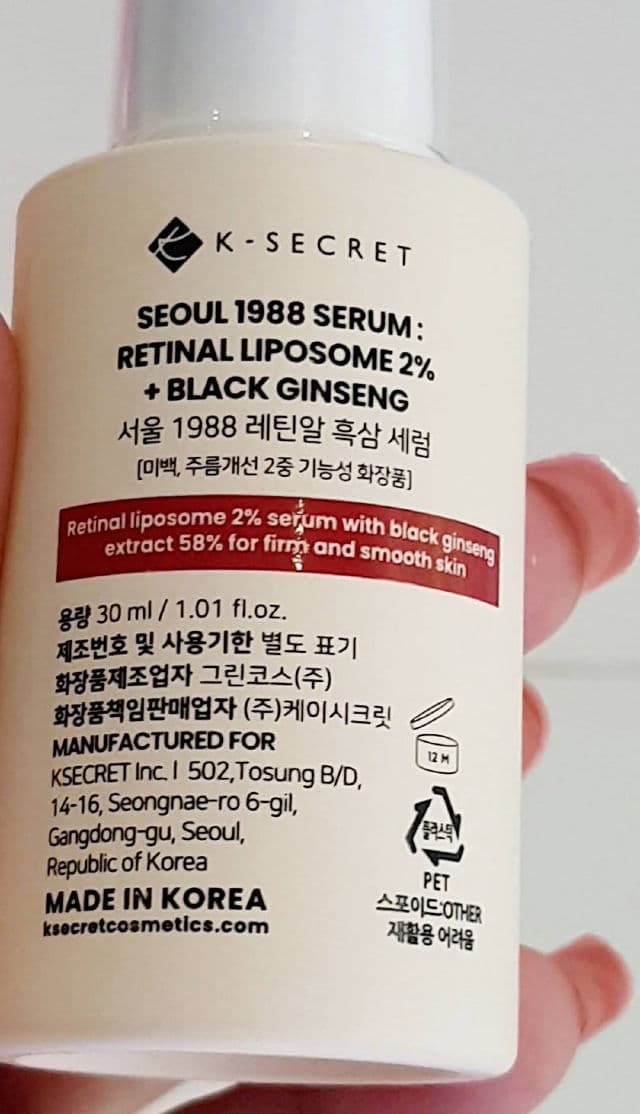 K-SECRET
SEOUL 1988 SERUM:
RETINAL LIPOSOME 2%
+ BLACK GINSENG
서울 1988 레틴알 흑삼 세럼
[미백, 주름개선 2중 기능성 화장품]
Retinal liposome 2% serum with black ginseng
extract 58% for firm and smooth skin
용량 30 ml / 1.01 fl.oz.
제조번호 및 사용기한 별도 표기
화장품제조업자 그린코스(주)
화장품책임판매업자 (주)케이시크릿
MANUFACTURED FOR
KSECRET Inc. | 502,Tosung B/D,
14-16, Seongnae-ro 6-gil,
Gangdong-gu, Seoul,
Republic of Korea
MADE IN KOREA
ksecretcosmetics.com
12 M
플라스틱
PET
스포이드:OTHER
재활용 어려움